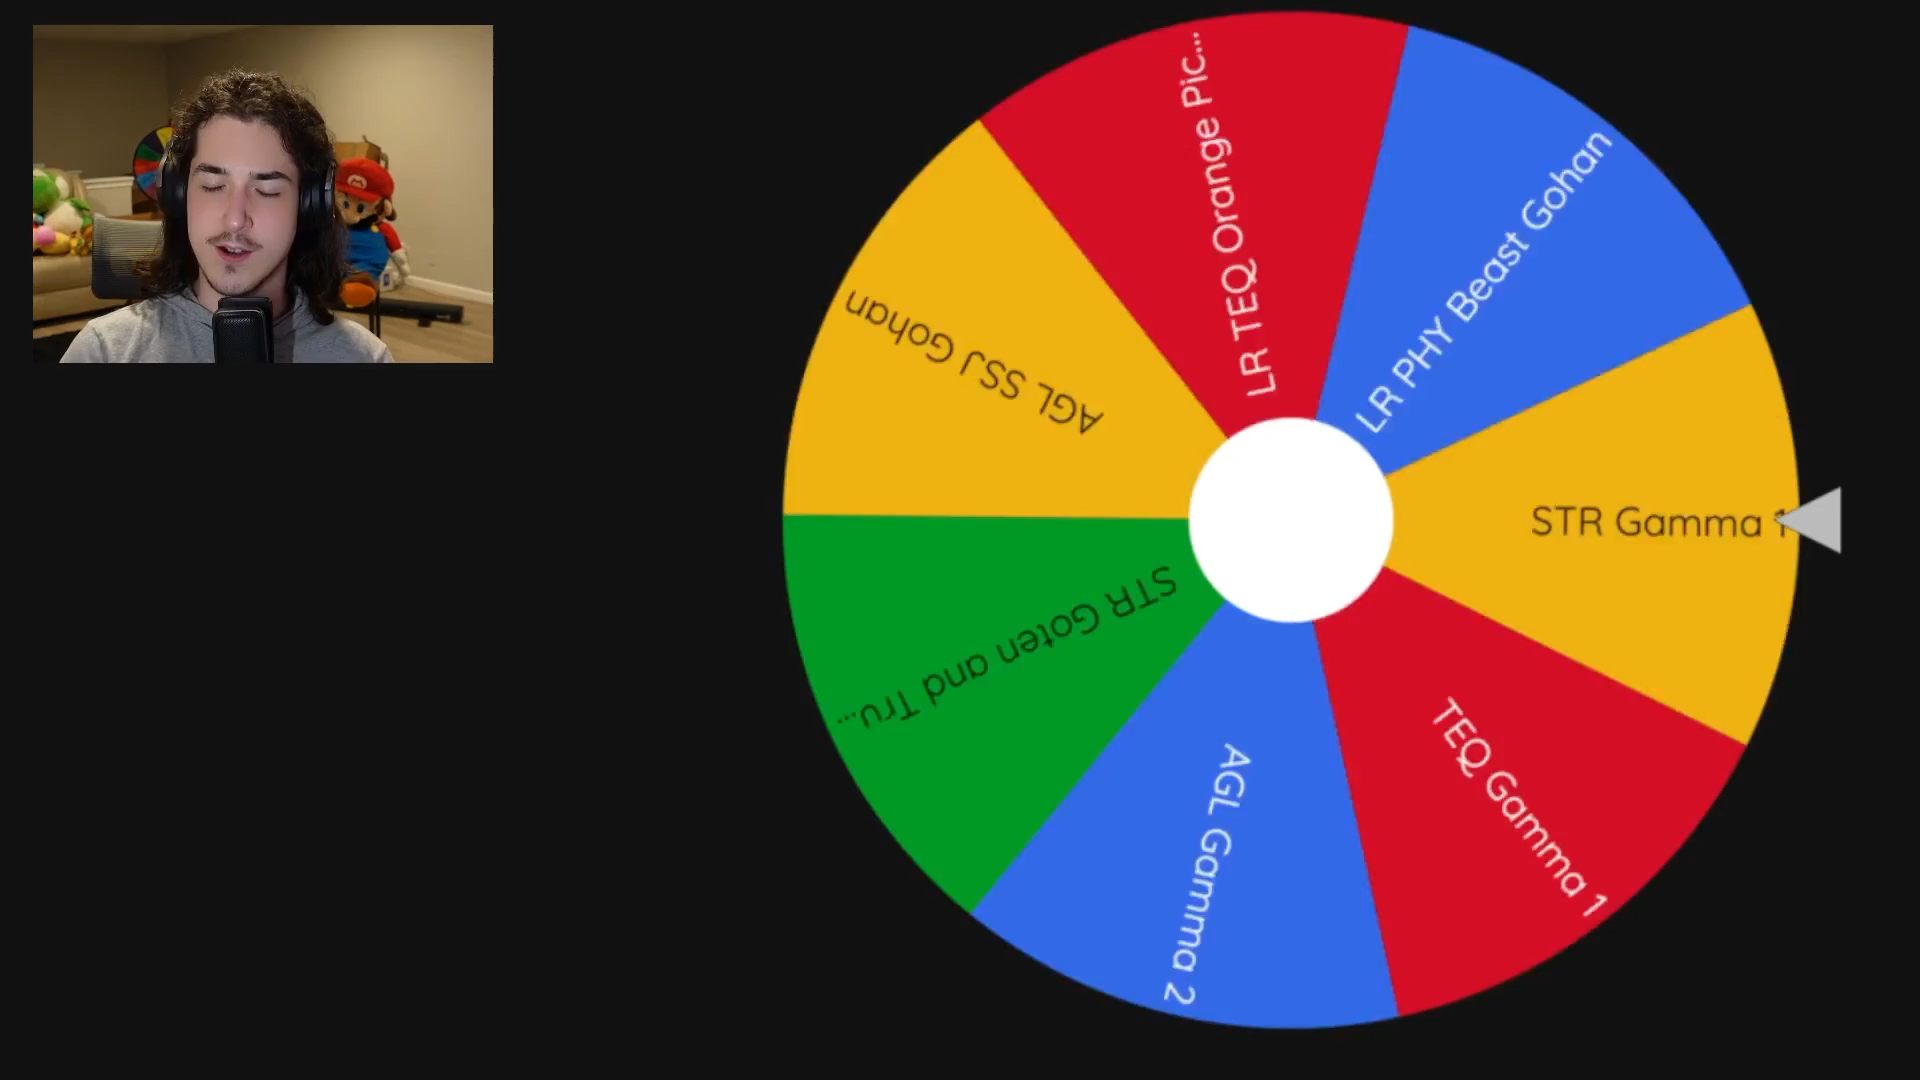 LR TEQ Orange Pic...
LR PHY Beast Gohan
STR Gamma 1
TEQ Gamma 1
AGL Gamma 2
STR Goten and Tru...
AGL SSJ Gohan